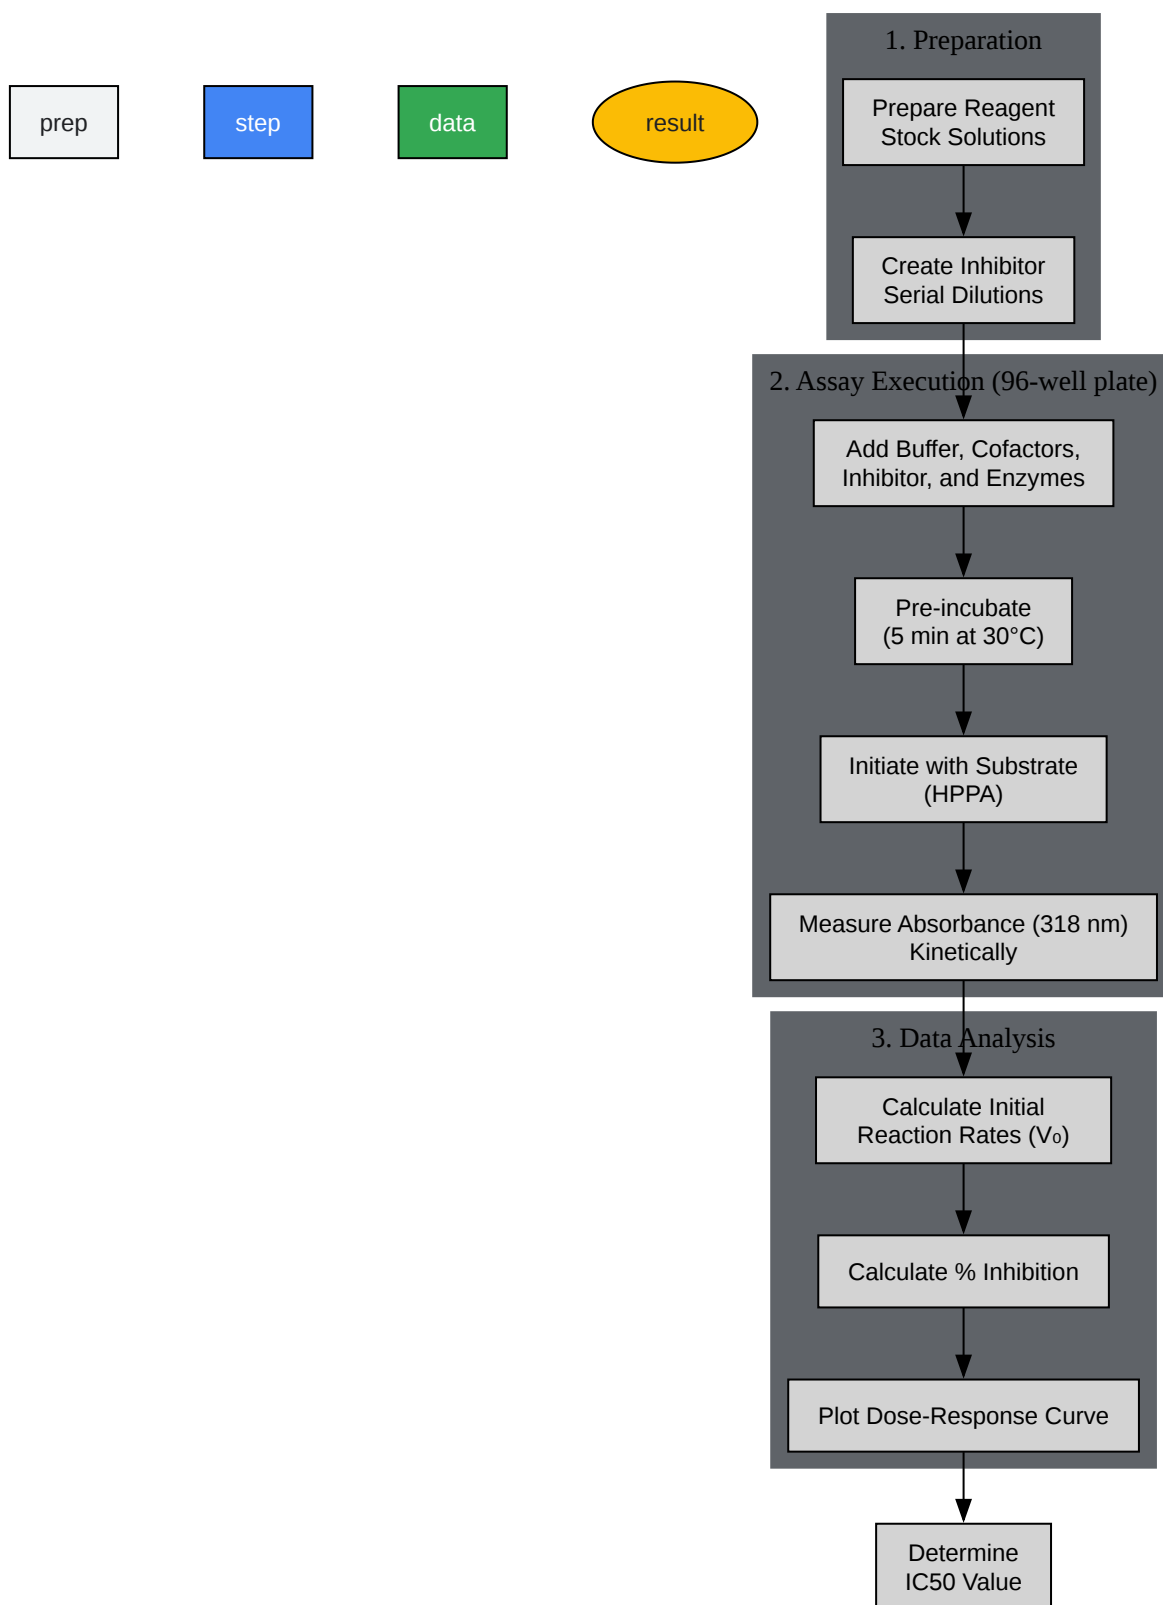 prep
step
data
result
1. Preparation
Prepare Reagent
Stock Solutions
Create Inhibitor
Serial Dilutions
2. Assay Execution (96-well plate)
Add Buffer, Cofactors,
Inhibitor, and Enzymes
Pre-incubate
(5 min at 30°C)
Initiate with Substrate
(HPPA)
Measure Absorbance (318 nm)
Kinetically
3. Data Analysis
Calculate Initial
Reaction Rates (V₀)
Calculate % Inhibition
Plot Dose-Response Curve
Determine
IC50 Value